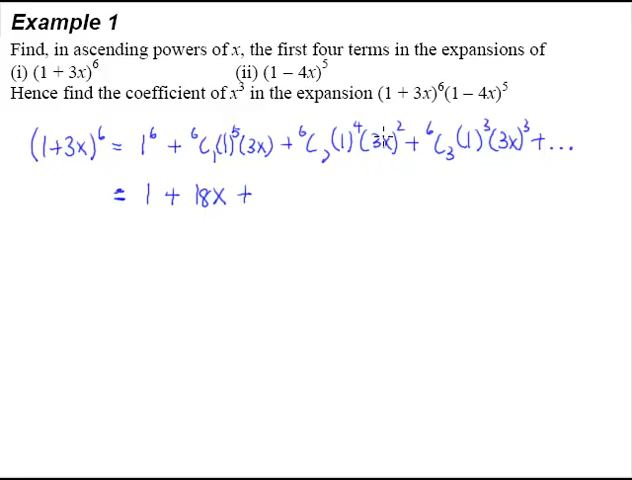 Example 1
Find, in ascending powers of x, the first four terms in the expansions of
(i) (1 + 3x)⁶ (ii) (1 – 4x)⁵
Hence find the coefficient of x³ in the expansion (1 + 3x)⁶(1 – 4x)⁵
(1+3x)⁶ = 1⁶ + ⁶C₁(1)⁵(3x) + ⁶C₂(1)⁴(3x)² + ⁶C₃(1)³(3x)³ + ...
= 1 + 18x +